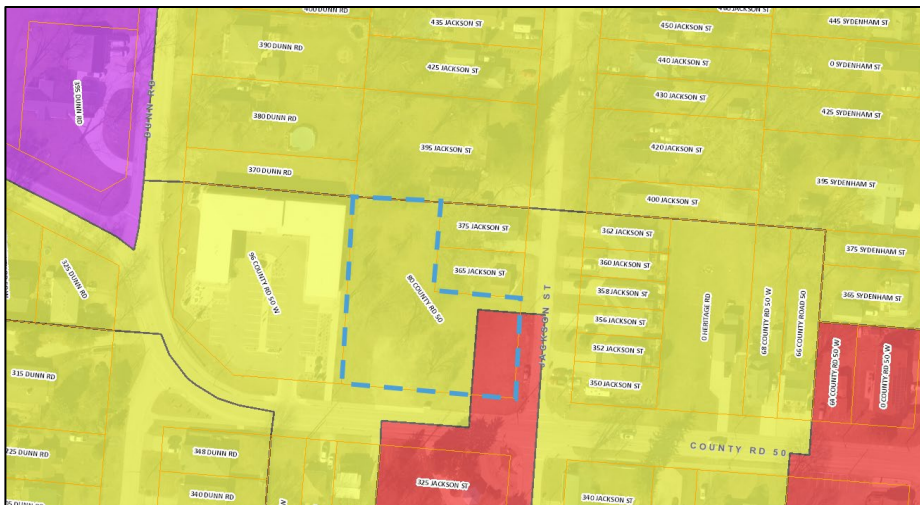 400 DUNN RD
460 JACKSON ST
435 JACKSON ST
450 JACKSON ST
445 SYDENHAM ST
390 DUNN RD
425 JACKSON ST
440 JACKSON ST
0 SYDENHAM ST
395 DUNN RD
DUNN RD
430 JACKSON ST
380 DUNN RD
425 SYDENHAM ST
395 JACKSON ST
420 JACKSON ST
370 DUNN RD
395 SYDENHAM ST
400 JACKSON ST
375 JACKSON ST
362 JACKSON ST
375 SYDENHAM ST
325 DUNN RD
96 COUNTY RD 50 W
365 JACKSON ST
360 JACKSON ST
80 COUNTY RD 50
358 JACKSON ST
365 SYDENHAM ST
JACKSON ST
0 HERITAGE RD
68 COUNTY RD 50 W
66 COUNTY ROAD 50
356 JACKSON ST
352 JACKSON ST
64 COUNTY RD 50 W
0 COUNTY RD 50 W
315 DUNN RD
350 JACKSON ST
COUNTY RD 50
348 DUNN RD
325 JACKSON ST
340 DUNN RD
340 JACKSON ST